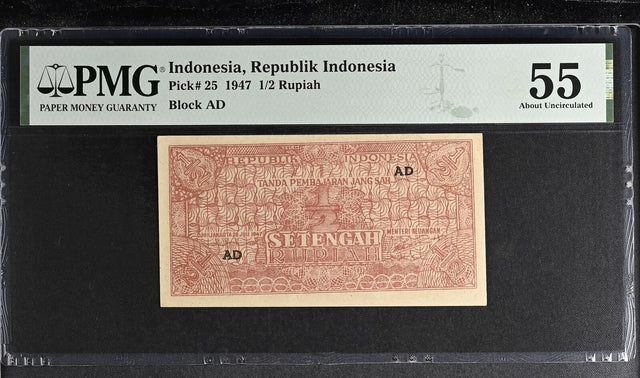 PMG®
PAPER MONEY GUARANTY
Indonesia, Republik Indonesia
Pick# 25 1947 1/2 Rupiah
Block AD
55
About Uncirculated
REPUBLIK INDONESIA
TANDA PEMBAJARAN JANG SAH
AD
MENTERI KEUANGAN
SETENGAH
RUPIAH
AD